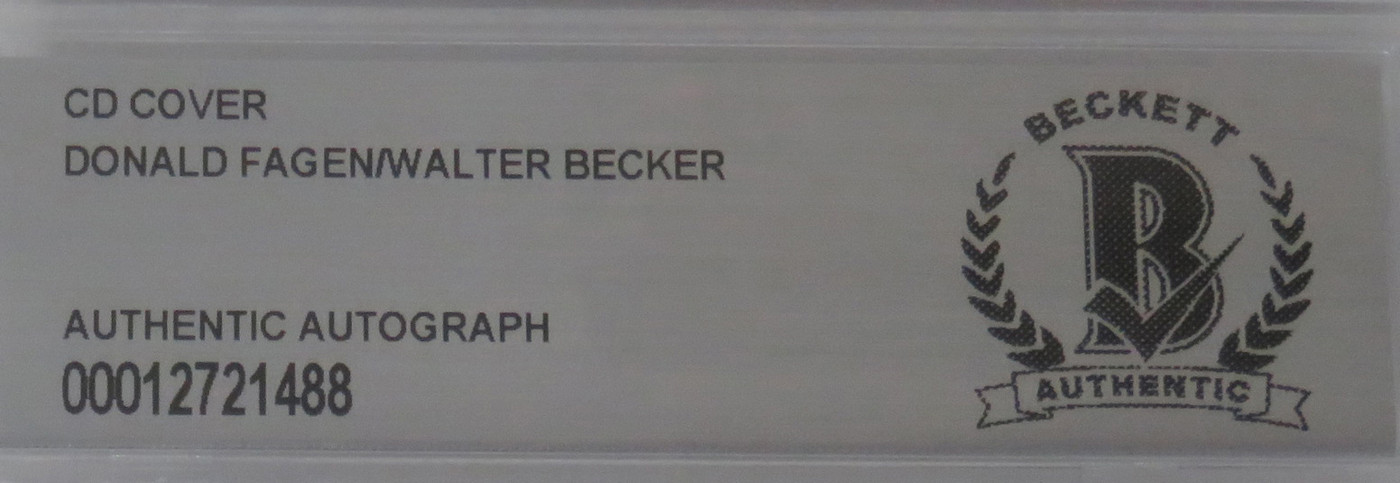 CD COVER
DONALD FAGEN/WALTER BECKER
AUTHENTIC AUTOGRAPH
00012721488
BECKETT
B
AUTHENTIC